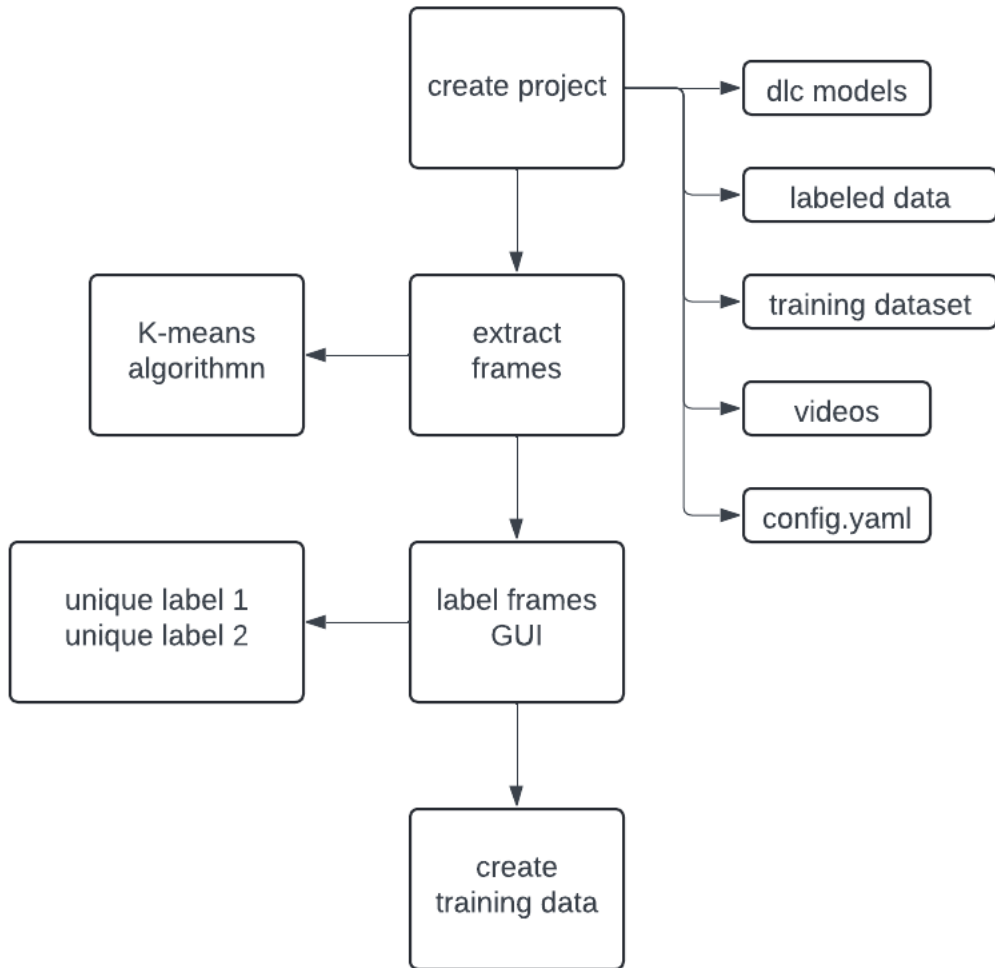 create project
dlc models
labeled data
training dataset
videos
config.yaml
K-means
algorithmn
extract
frames
unique label 1
unique label 2
label frames
GUI
create
training data